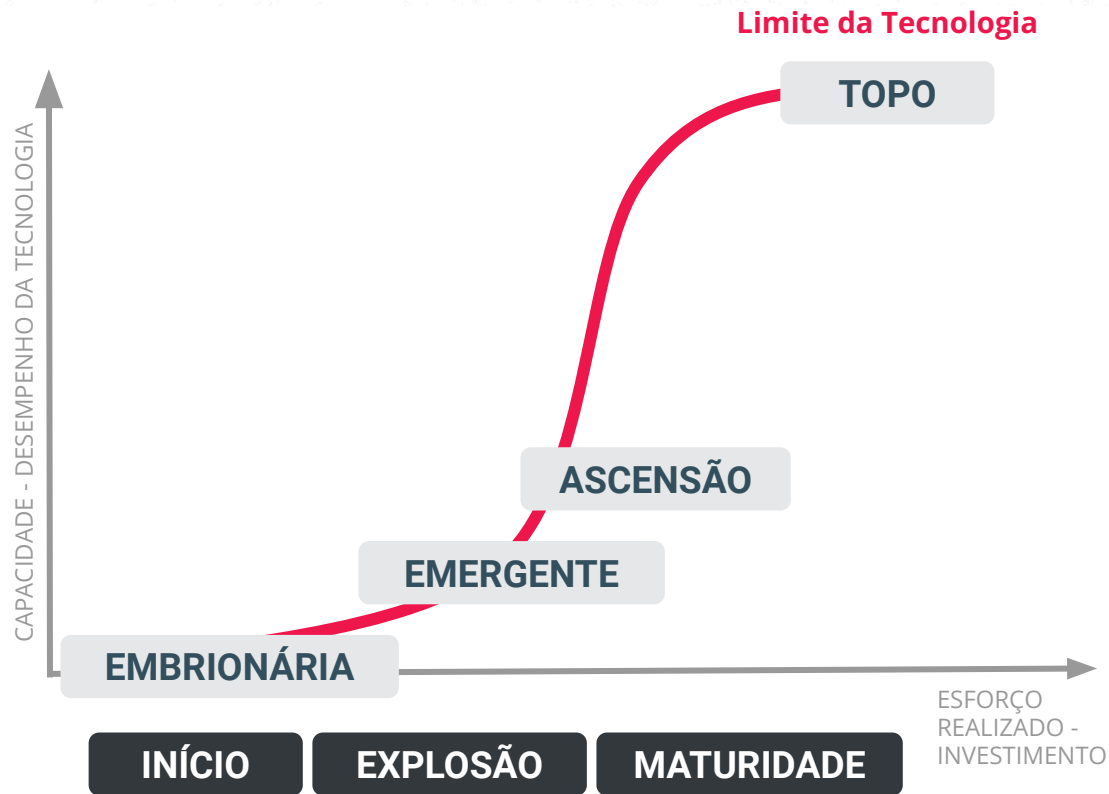 Limite da Tecnologia
TOPO
CAPACIDADE - DESEMPENHO DA TECNOLOGIA
ASCENSÃO
EMERGENTE
EMBRIONÁRIA
ESFORÇO
REALIZADO -
INVESTIMENTO
INÍCIO
EXPLOSÃO
MATURIDADE